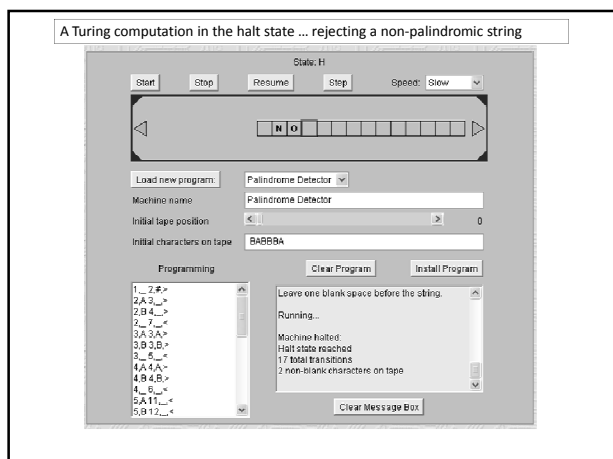 A Turing computation in the halt state ... rejecting a non-palindromic string
State: H
Start Stop Resume Step Speed: Slow
N O
Load new program: Palindrome Detector
Machine name Palindrome Detector
Initial tape position 0
Initial characters on tape _BABBBA
Programming Clear Program Install Program
1,_ 2,#,>
2,A 3,_,>
2,B 4,_,>
2,_ 7,_,<
3,A 3,A,>
3,B 3,B,>
3,_ 5,_,<
4,A 4,A,>
4,B 4,B,>
4,_ 6,_,<
5,A 11,_,<
5,B 12,_,<
Leave one blank space before the string.
Running...
Machine halted:
Halt state reached
17 total transitions
2 non-blank characters on tape
Clear Message Box